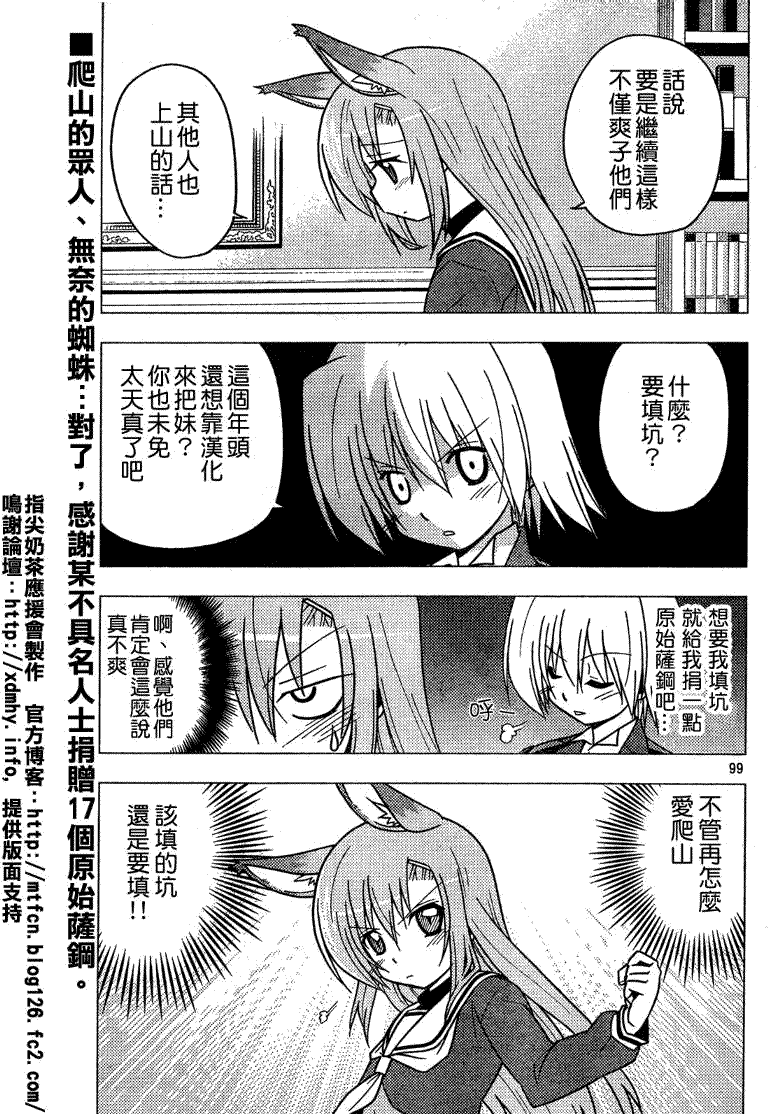 話說
要是繼續這樣
不僅爽子他們
其他人也
上山的話…
什麼？
要填坑？
這個年頭
還想靠漢化
來把妹？
你也未免
太天真了吧
想要我填坑
就給我捐一點
原始薩鋼吧…
呼—
啊、感覺他們
肯定會這麼說
真不爽
99
不管再怎麼
愛爬山
該填的坑
還是要填!!
■爬山的眾人、無奈的蜘蛛…對了，感謝某不具名人士捐贈17個原始薩鋼。
指尖奶茶應援會製作　官方博客：http://mtfcn.blog126.fc2.com/
鳴謝論壇：http://xdmhy.info, 提供版面支持